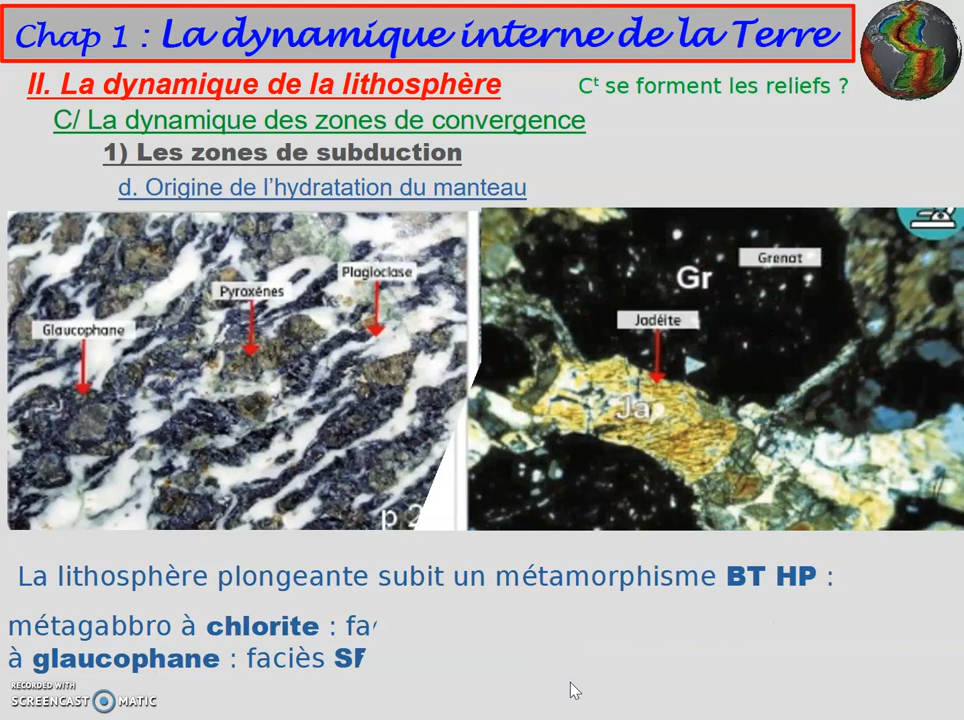 Chap 1 : La dynamique interne de la Terre
II. La dynamique de la lithosphère
Cᵗ se forment les reliefs ?
C/ La dynamique des zones de convergence
1) Les zones de subduction
d. Origine de l'hydratation du manteau
Plagioclase
Pyroxènes
Glaucophane
Grenat
Gr
Jadéite
Ja
p 2
La lithosphère plongeante subit un métamorphisme BT HP :
métagabbro à chlorite : fa
à glaucophane : faciès
RECORDED WITH
SCREENCAST MATIC